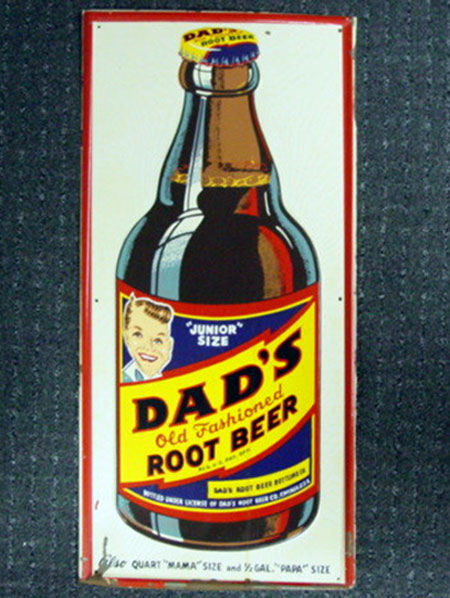 DAD'S
ROOT BEER
"JUNIOR"
SIZE
DAD'S
Old Fashioned
ROOT BEER
REG. U.S. PAT. OFF.
DAD'S ROOT BEER BOTTLING CO.
BOTTLED UNDER LICENSE OF DAD'S ROOT BEER CO. CHICAGO
Also QUART "MAMA" SIZE and ½ GAL. "PAPA" SIZE